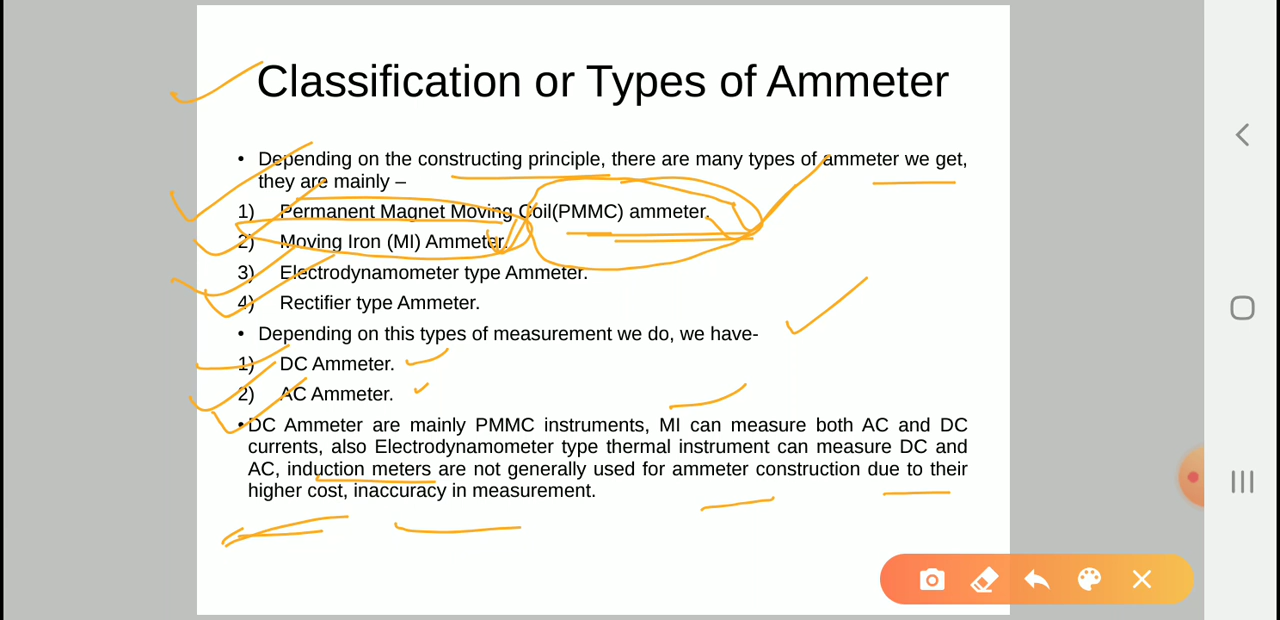 Classification or Types of Ammeter
• Depending on the constructing principle, there are many types of ammeter we get,
they are mainly –
1) Permanent Magnet Moving Coil(PMMC) ammeter.
2) Moving Iron (MI) Ammeter.
3) Electrodynamometer type Ammeter.
4) Rectifier type Ammeter.
• Depending on this types of measurement we do, we have-
1) DC Ammeter.
2) AC Ammeter.
• DC Ammeter are mainly PMMC instruments, MI can measure both AC and DC
currents, also Electrodynamometer type thermal instrument can measure DC and
AC, induction meters are not generally used for ammeter construction due to their
higher cost, inaccuracy in measurement.